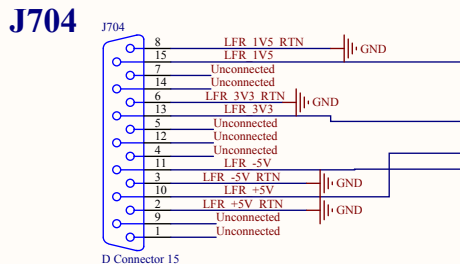 J704
J704
8 LFR_1V5_RTN GND
15 LFR_1V5
7 Unconnected
14 Unconnected
6 LFR_3V3_RTN GND
13 LFR_3V3
5 Unconnected
12 Unconnected
4 Unconnected
11 LFR_-5V
3 LFR_-5V_RTN GND
10 LFR_+5V
2 LFR_+5V_RTN GND
9 Unconnected
1 Unconnected
D Connector 15